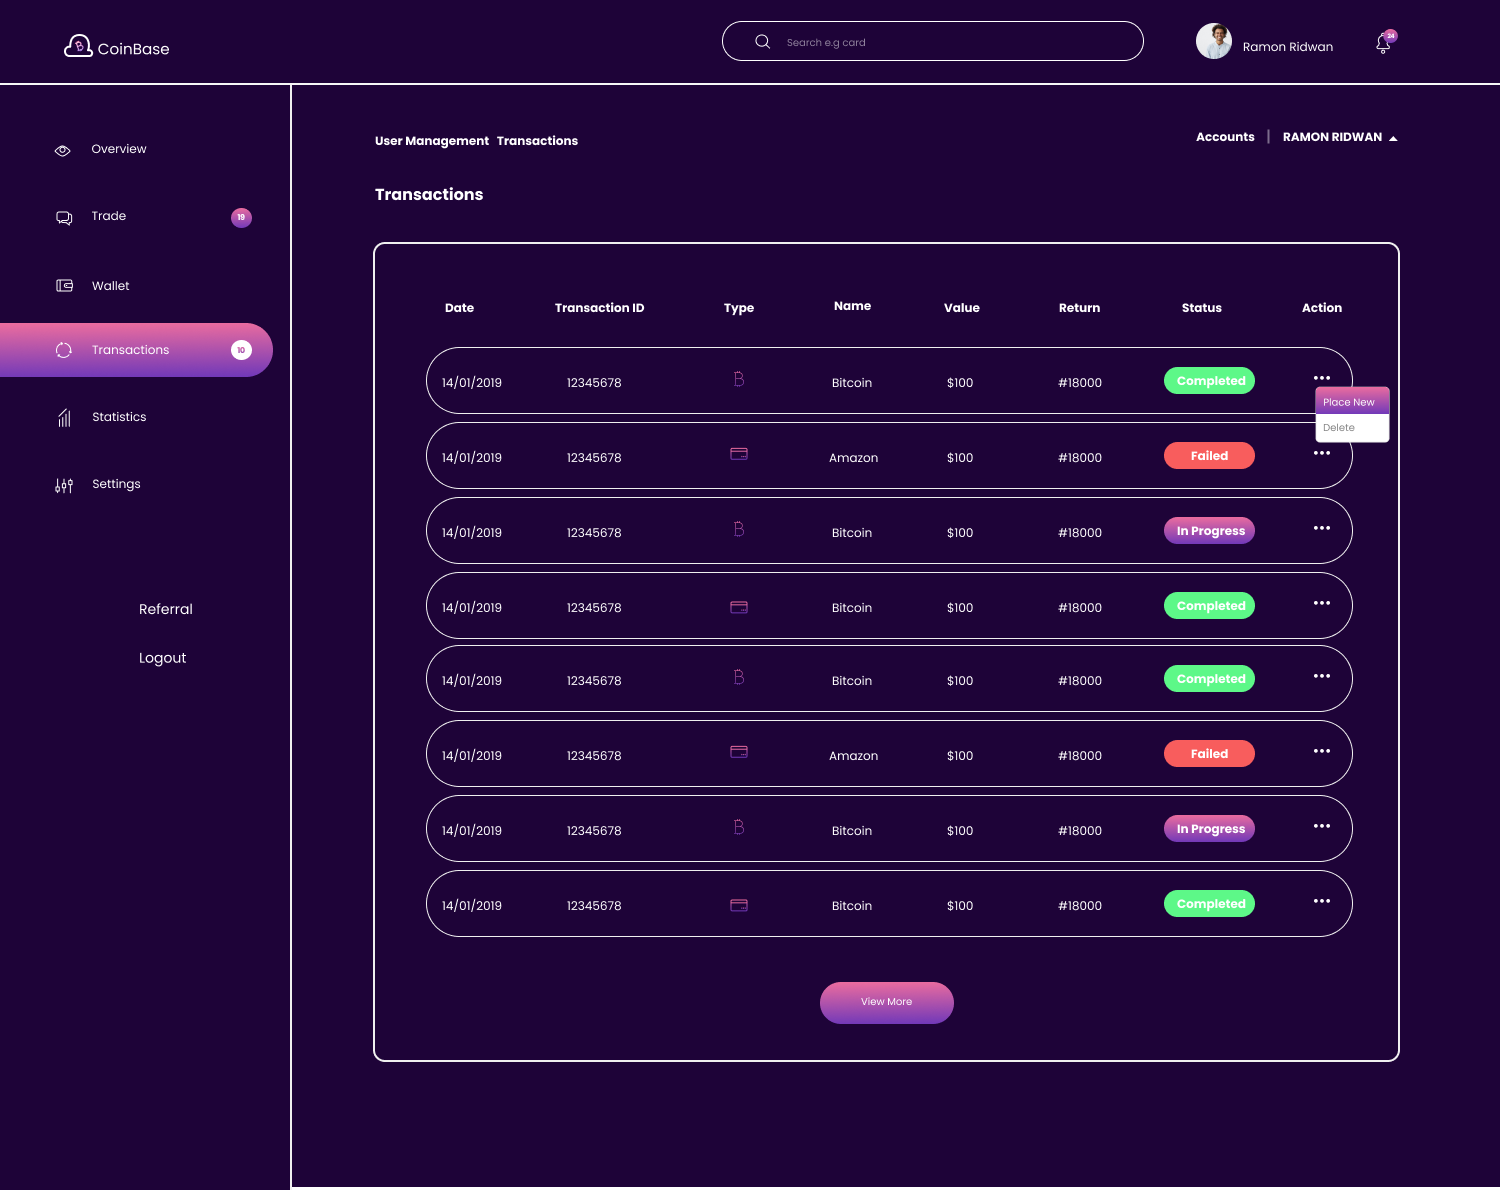 CoinBase
Search e.g card
Ramon Ridwan
24
Overview
Trade 19
Wallet
Transactions 10
Statistics
Settings
Referral
Logout
User Management Transactions
Accounts | RAMON RIDWAN
Transactions
Date Transaction ID Type Name Value Return Status Action
14/01/2019 12345678 Bitcoin $100 #18000 Completed
Place New
Delete
14/01/2019 12345678 Amazon $100 #18000 Failed
14/01/2019 12345678 Bitcoin $100 #18000 In Progress
14/01/2019 12345678 Bitcoin $100 #18000 Completed
14/01/2019 12345678 Bitcoin $100 #18000 Completed
14/01/2019 12345678 Amazon $100 #18000 Failed
14/01/2019 12345678 Bitcoin $100 #18000 In Progress
14/01/2019 12345678 Bitcoin $100 #18000 Completed
View More